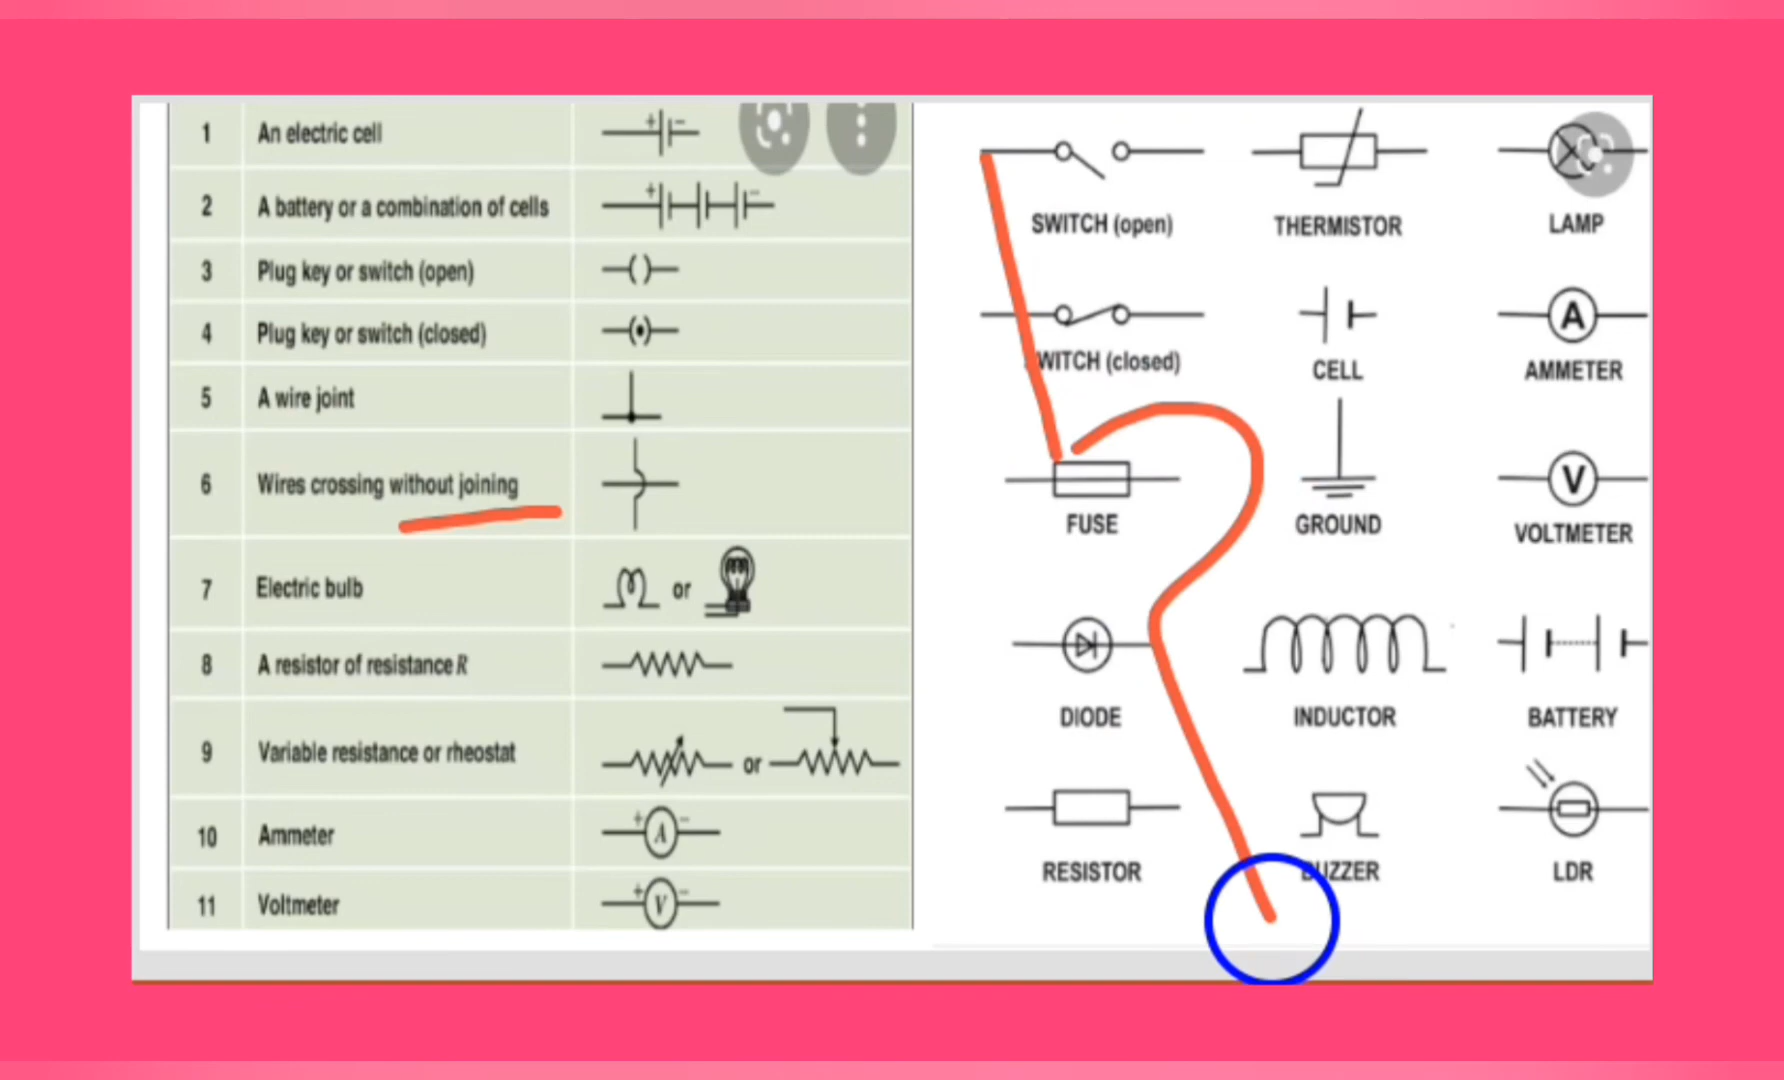 1 An electric cell + -
2 A battery or a combination of cells + -
3 Plug key or switch (open)
4 Plug key or switch (closed)
5 A wire joint
6 Wires crossing without joining
7 Electric bulb or
8 A resistor of resistance R
9 Variable resistance or rheostat or
10 Ammeter + A -
11 Voltmeter + V -
SWITCH (open) THERMISTOR LAMP
A
WITCH (closed) CELL AMMETER
V
FUSE GROUND VOLTMETER
DIODE INDUCTOR BATTERY
RESISTOR BUZZER LDR